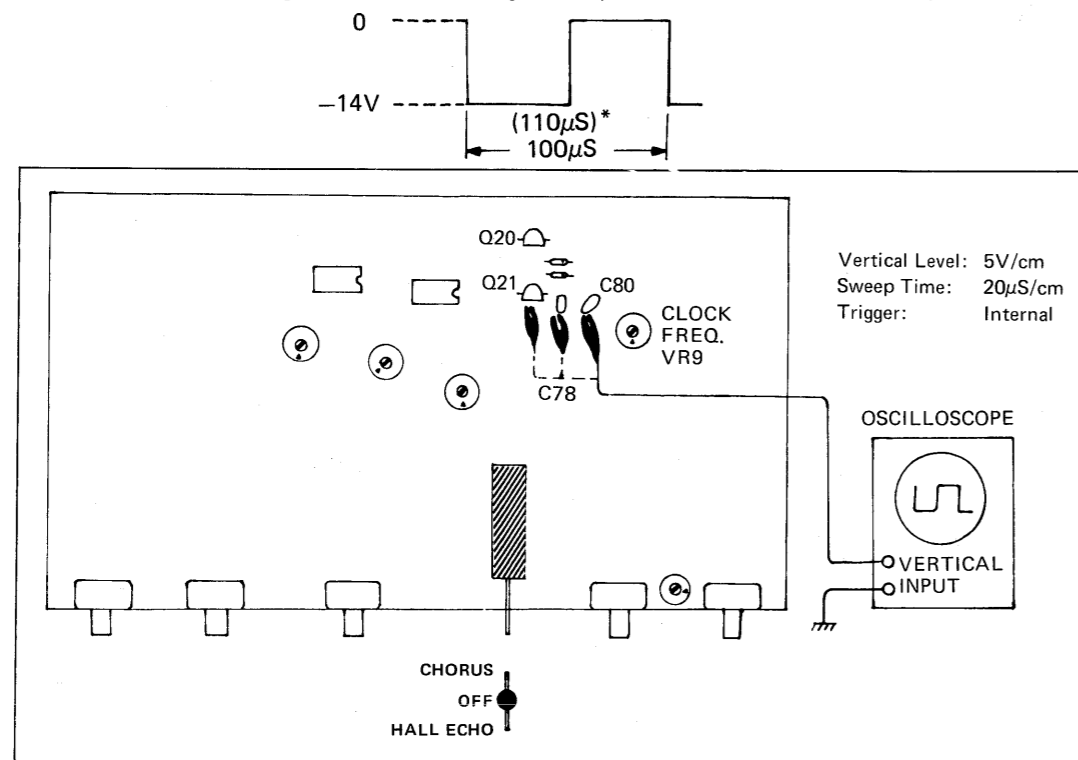 0
−14V
(110μS)*
100μS
Q20
Q21
C80
CLOCK
FREQ.
VR9
C78
Vertical Level: 5V/cm
Sweep Time: 20μS/cm
Trigger: Internal
OSCILLOSCOPE
VERTICAL
INPUT
CHORUS
OFF
HALL ECHO